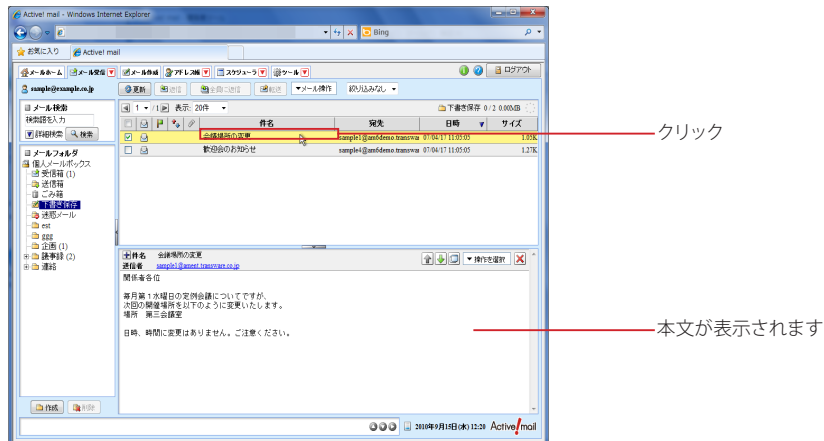 Active! mail - Windows Internet Explorer
Bing
お気に入り Active! mail
メールホーム メール受信 メール作成 アドレス帳 スケジューラ ツール ログアウト
sample@example.co.jp 更新 返信 全員に返信 転送 ▼メール操作 絞り込みなし
メール検索 1 / 1 表示: 20件 下書き保存 0 / 2 0.00MB
検索語を入力
件名 宛先 日時 ▼ サイズ
▼詳細検索 検索
会議場所の変更 sample1@am6demo.transwar 07/04/17 11:05:05 1.05K
歓迎会のお知らせ sample4@am6demo.transwar 07/04/17 11:05:05 1.27K
クリック
メールフォルダ
個人メールボックス
受信箱 (1)
送信箱
ごみ箱
下書き保存
迷惑メール
est
ggg
企画 (1)
議事録 (2)
連絡
件名 会議場所の変更
送信者 sample1@ament.transware.co.jp
▼操作を選択
関係者各位
毎月第1水曜日の定例会議についてですが、
次回の開催場所を以下のように変更いたします。
場所 第三会議室
日時、時間に変更はありません。ご注意ください。
本文が表示されます
作成 削除
2010年9月15日(水) 12:20 Active! mail